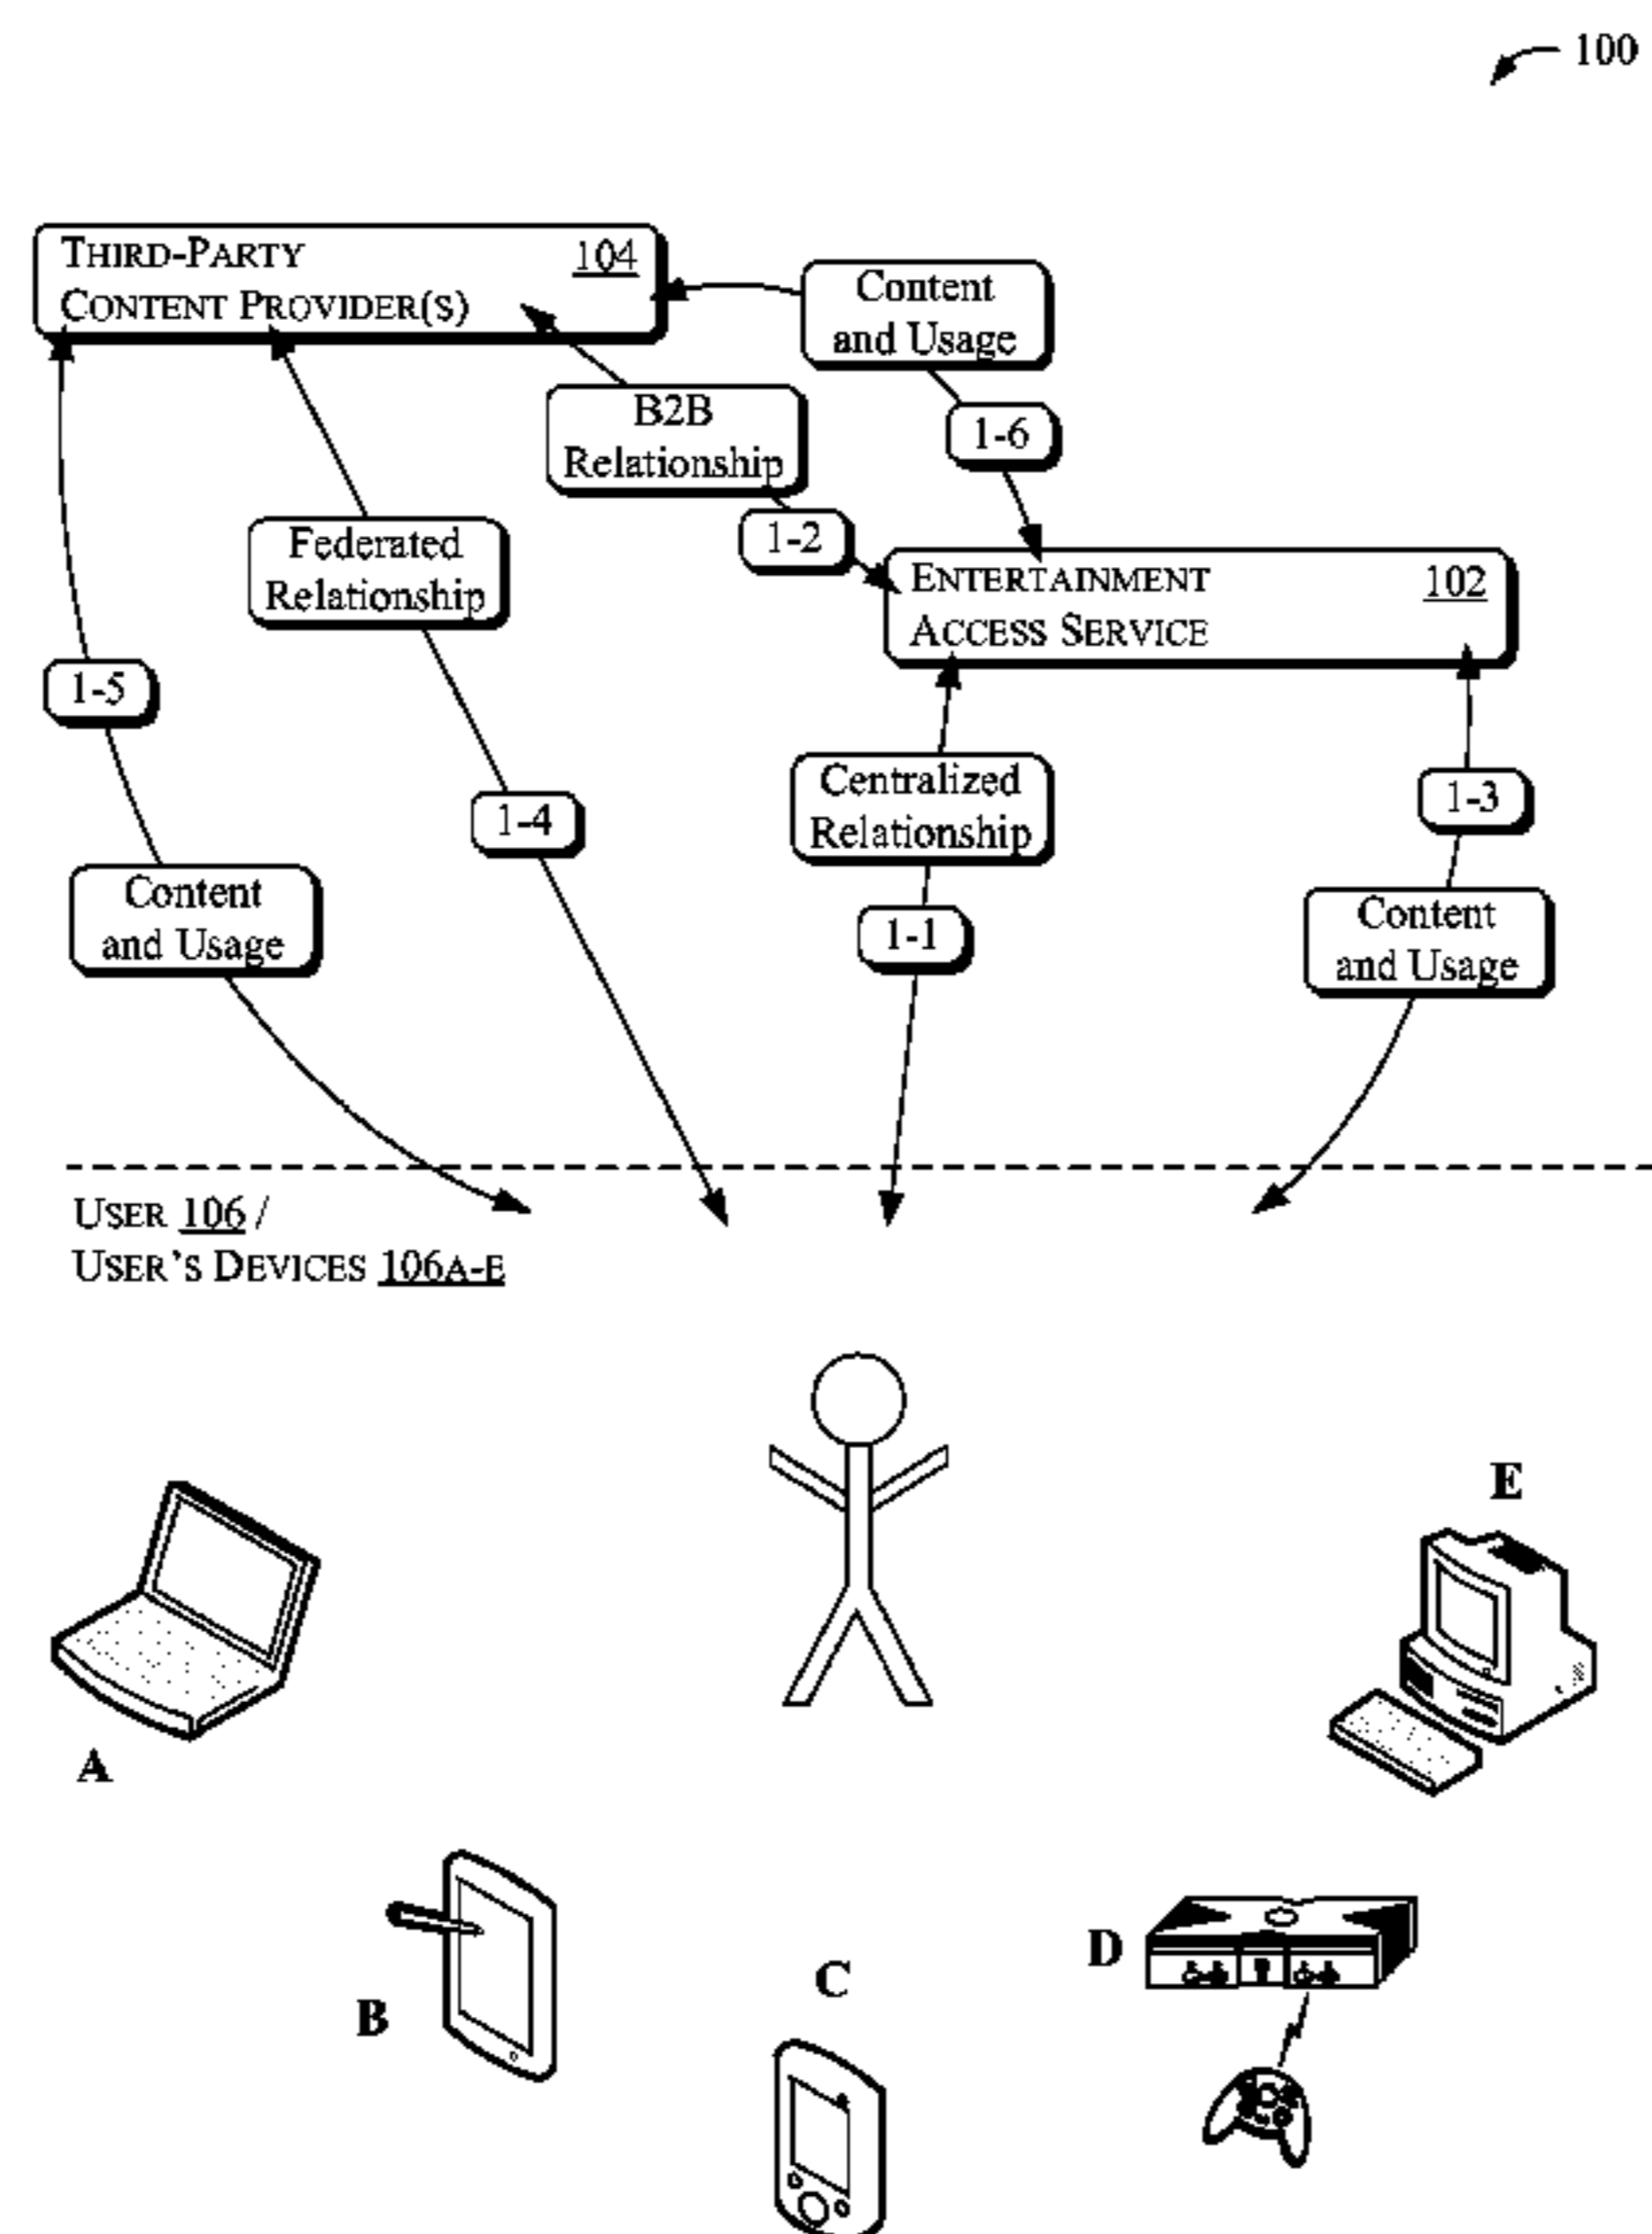 100
THIRD-PARTY 104
CONTENT PROVIDER(S)
Content
and Usage
B2B
Relationship
1-6
Federated
Relationship
1-2
ENTERTAINMENT 102
ACCESS SERVICE
1-5
Centralized
Relationship
1-3
1-4
Content
and Usage
1-1
Content
and Usage
USER 106 /
USER'S DEVICES 106A-E
E
A
B
C
D